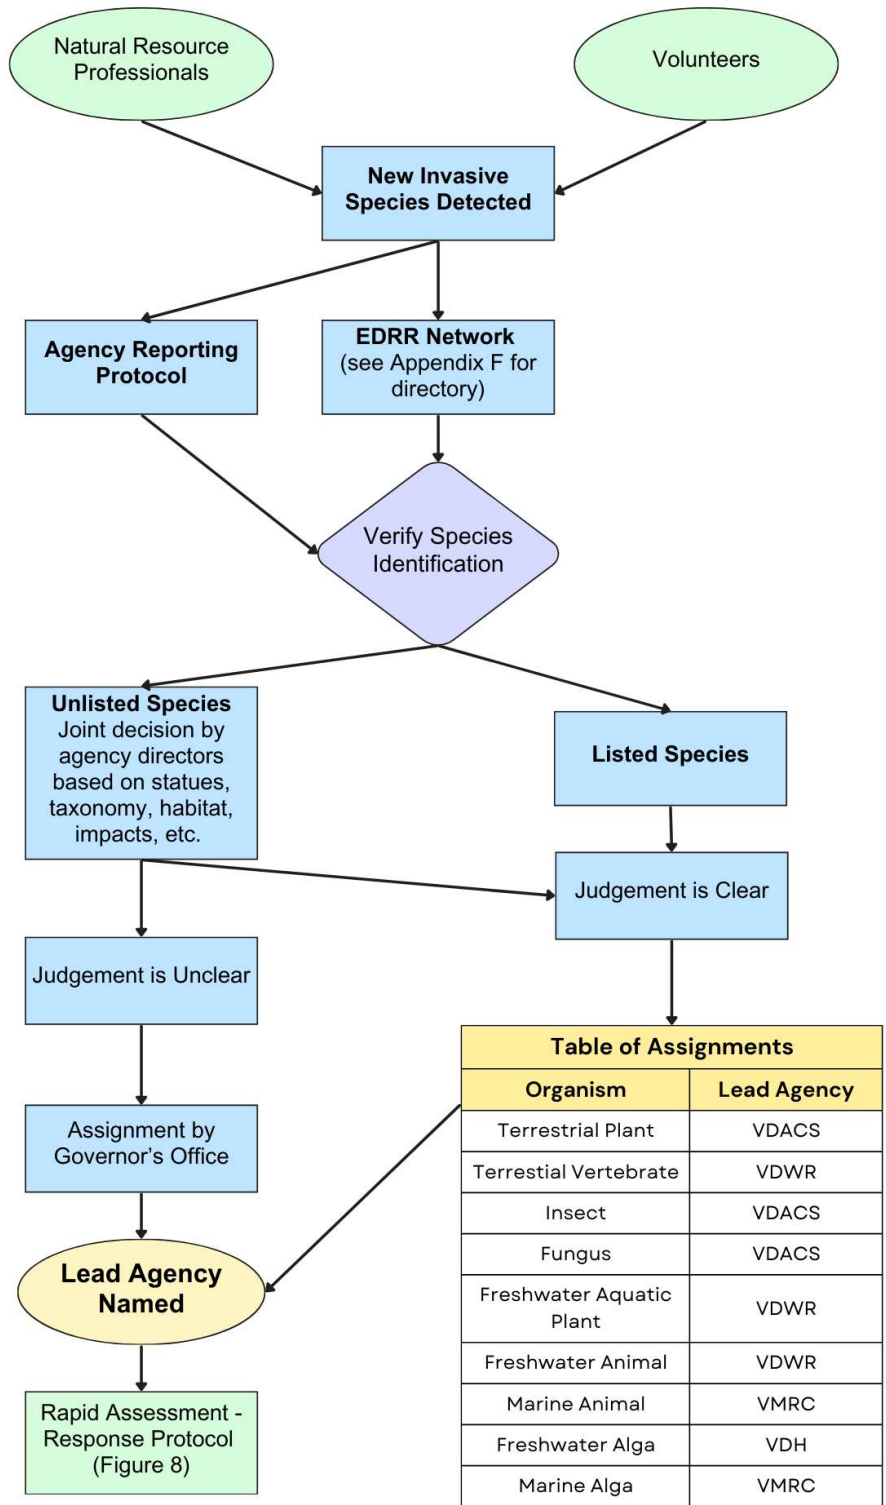 Natural Resource
Professionals
Volunteers
New Invasive
Species Detected
Agency Reporting
Protocol
EDRR Network
(see Appendix F for
directory)
Verify Species
Identification
Unlisted Species
Joint decision by
agency directors
based on statues,
taxonomy, habitat,
impacts, etc.
Listed Species
Judgement is Clear
Judgement is Unclear
Assignment by
Governor's Office
Lead Agency
Named
Rapid Assessment -
Response Protocol
(Figure 8)
Table of Assignments
Organism Lead Agency
Terrestrial Plant VDACS
Terrestial Vertebrate VDWR
Insect VDACS
Fungus VDACS
Freshwater Aquatic
Plant VDWR
Freshwater Animal VDWR
Marine Animal VMRC
Freshwater Alga VDH
Marine Alga VMRC